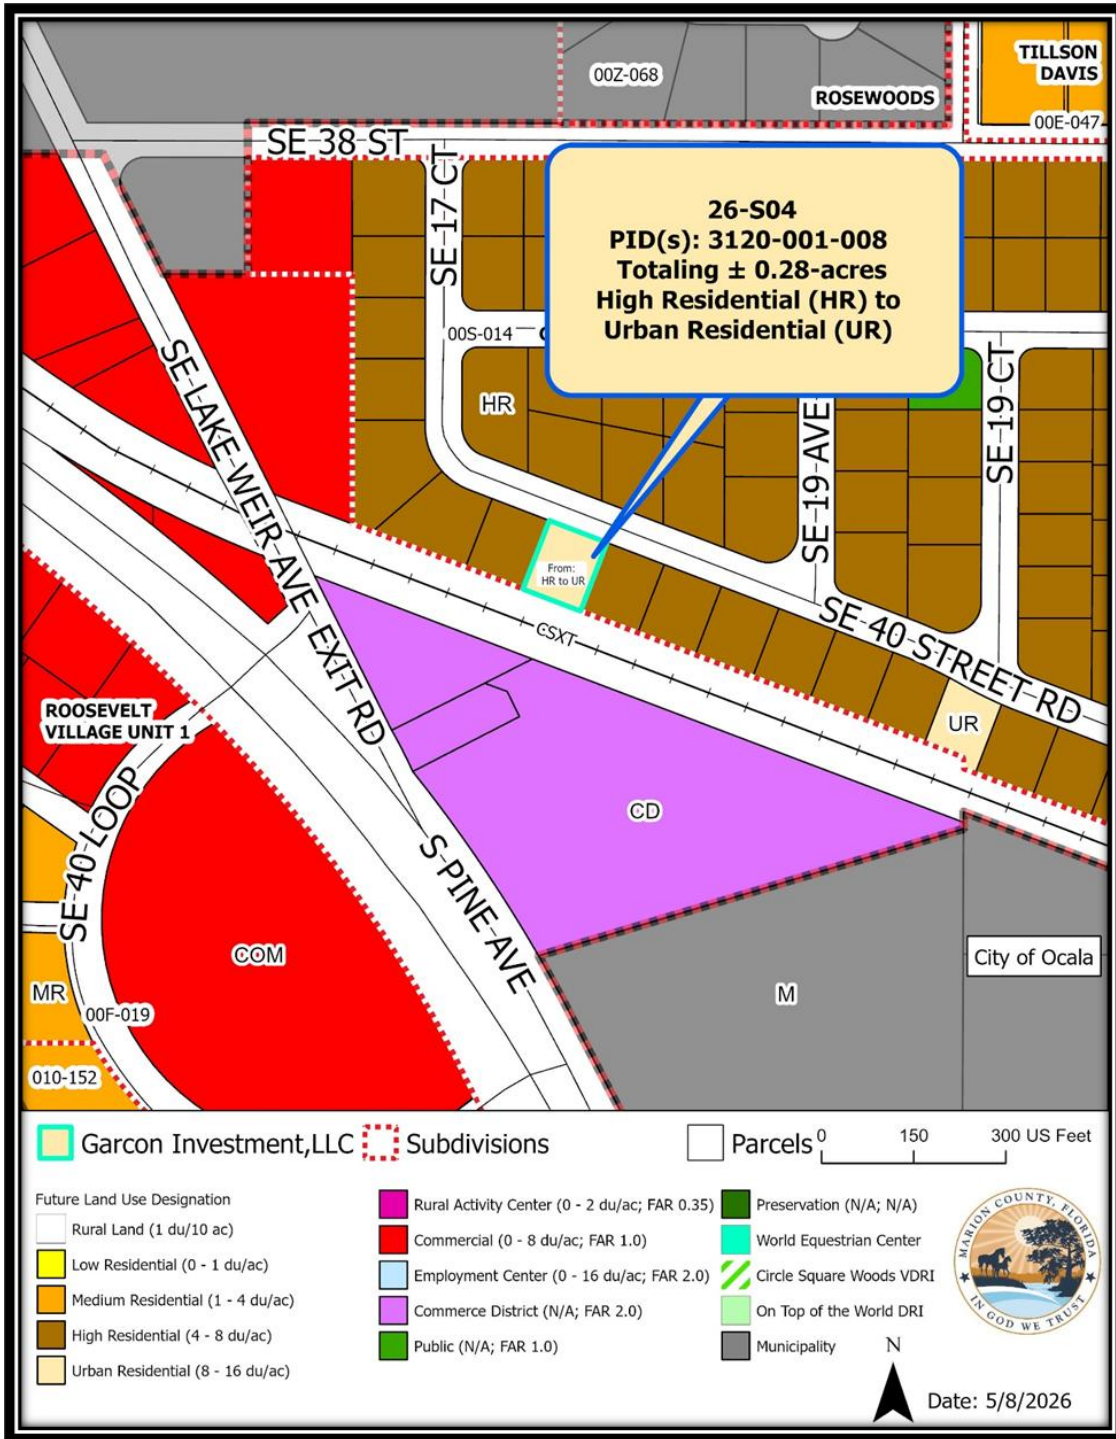 00Z-068
ROSEWOODS
TILLSON
DAVIS
00E-047
SE 38 ST
SE 17 CT
26-S04
PID(s): 3120-001-008
Totaling ± 0.28-acres
High Residential (HR) to
Urban Residential (UR)
00S-014
HR
SE 19 AVE
SE 19 CT
SE LAKE WEIR AVE EXIT RD
From:
HR to UR
CSXT
SE 40 STREET RD
UR
ROOSEVELT
VILLAGE UNIT 1
SE 40 LOOP
S PINE AVE
CD
COM
City of Ocala
M
MR
00F-019
010-152
Garcon Investment,LLC
Subdivisions
Parcels
0 150 300 US Feet
Future Land Use Designation
Rural Land (1 du/10 ac)
Low Residential (0 - 1 du/ac)
Medium Residential (1 - 4 du/ac)
High Residential (4 - 8 du/ac)
Urban Residential (8 - 16 du/ac)
Rural Activity Center (0 - 2 du/ac; FAR 0.35)
Commercial (0 - 8 du/ac; FAR 1.0)
Employment Center (0 - 16 du/ac; FAR 2.0)
Commerce District (N/A; FAR 2.0)
Public (N/A; FAR 1.0)
Preservation (N/A; N/A)
World Equestrian Center
Circle Square Woods VDRI
On Top of the World DRI
Municipality
MARION COUNTY, FLORIDA
IN GOD WE TRUST
N
Date: 5/8/2026